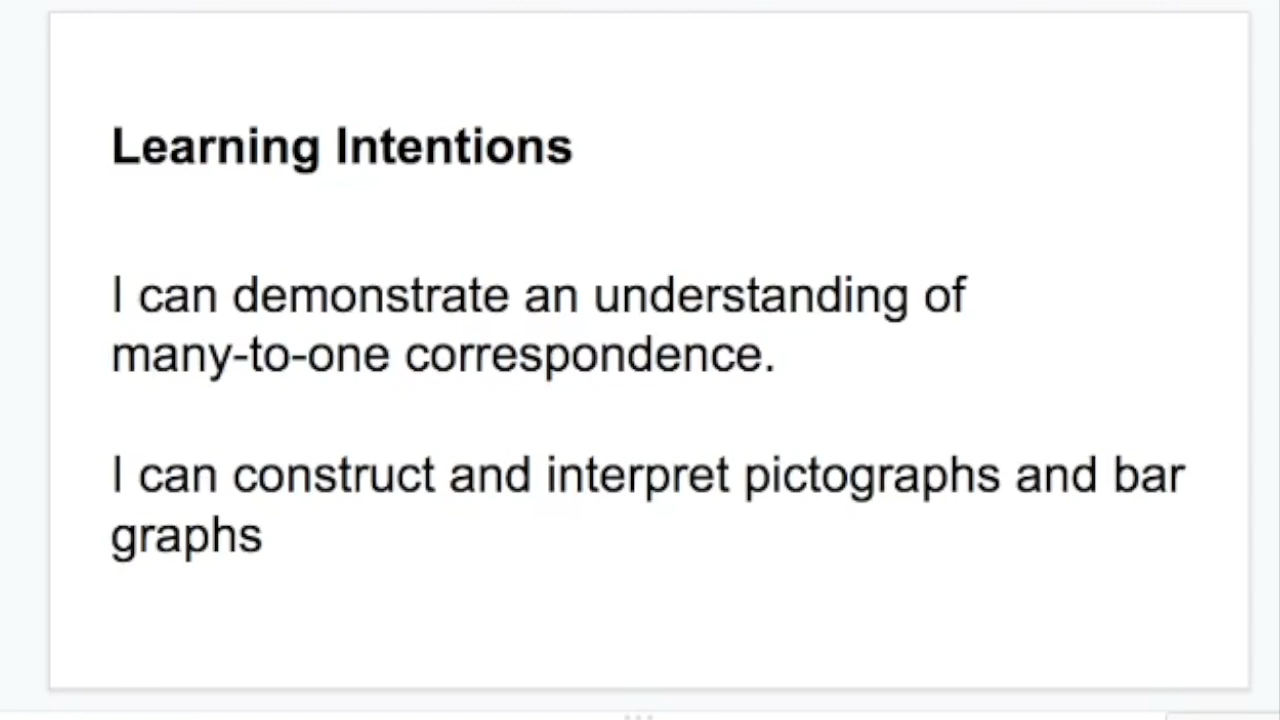 Learning Intentions
I can demonstrate an understanding of
many-to-one correspondence.
I can construct and interpret pictographs and bar
graphs